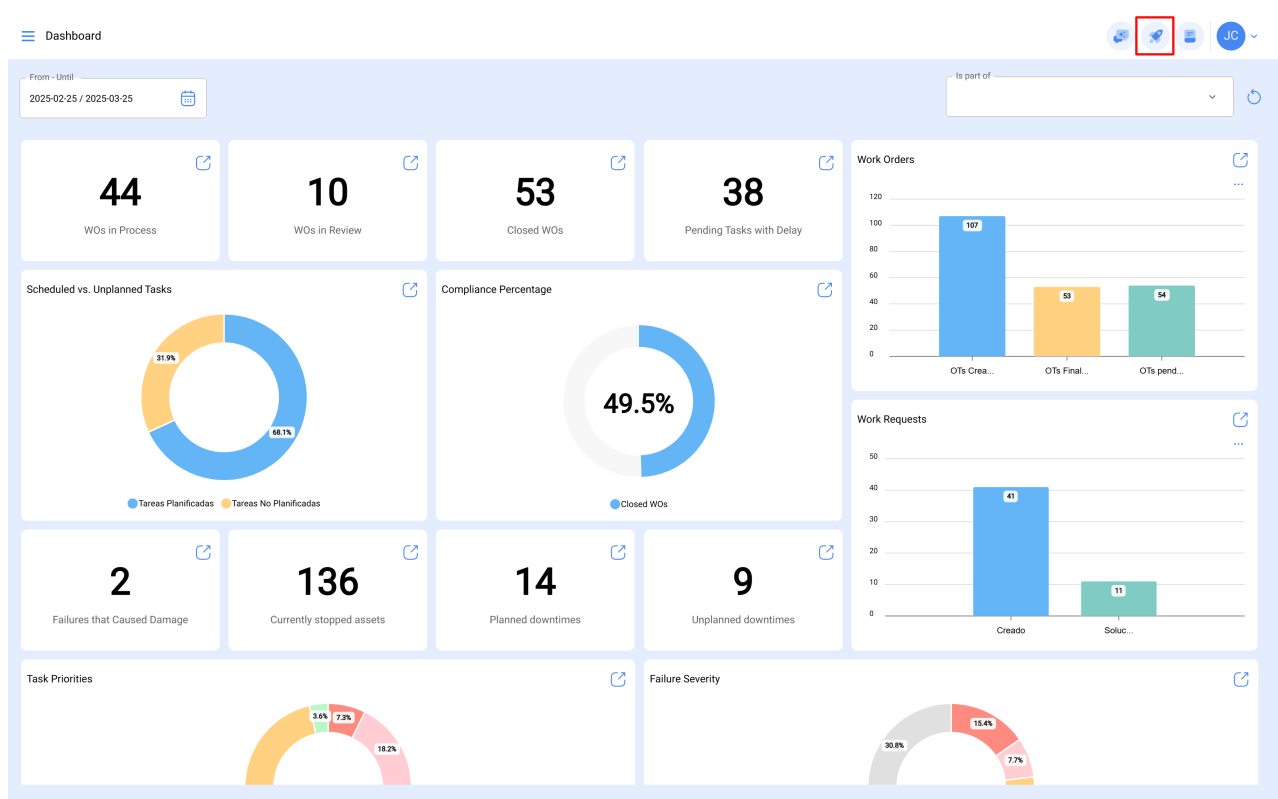 Dashboard
JC
From - Until
2025-02-25 / 2025-03-25
Is part of
44
WOs in Process
10
WOs in Review
53
Closed WOs
38
Pending Tasks with Delay
Work Orders
120
100
80
60
40
20
0
107
53
54
OTs Crea...
OTs Final...
OTs pend...
Scheduled vs. Unplanned Tasks
31.9%
68.1%
Tareas Planificadas
Tareas No Planificadas
Compliance Percentage
49.5%
Closed WOs
Work Requests
50
40
30
20
10
0
41
11
Creado
Soluc...
2
Failures that Caused Damage
136
Currently stopped assets
14
Planned downtimes
9
Unplanned downtimes
Task Priorities
3.6%
7.3%
18.2%
Failure Severity
30.8%
15.4%
7.7%